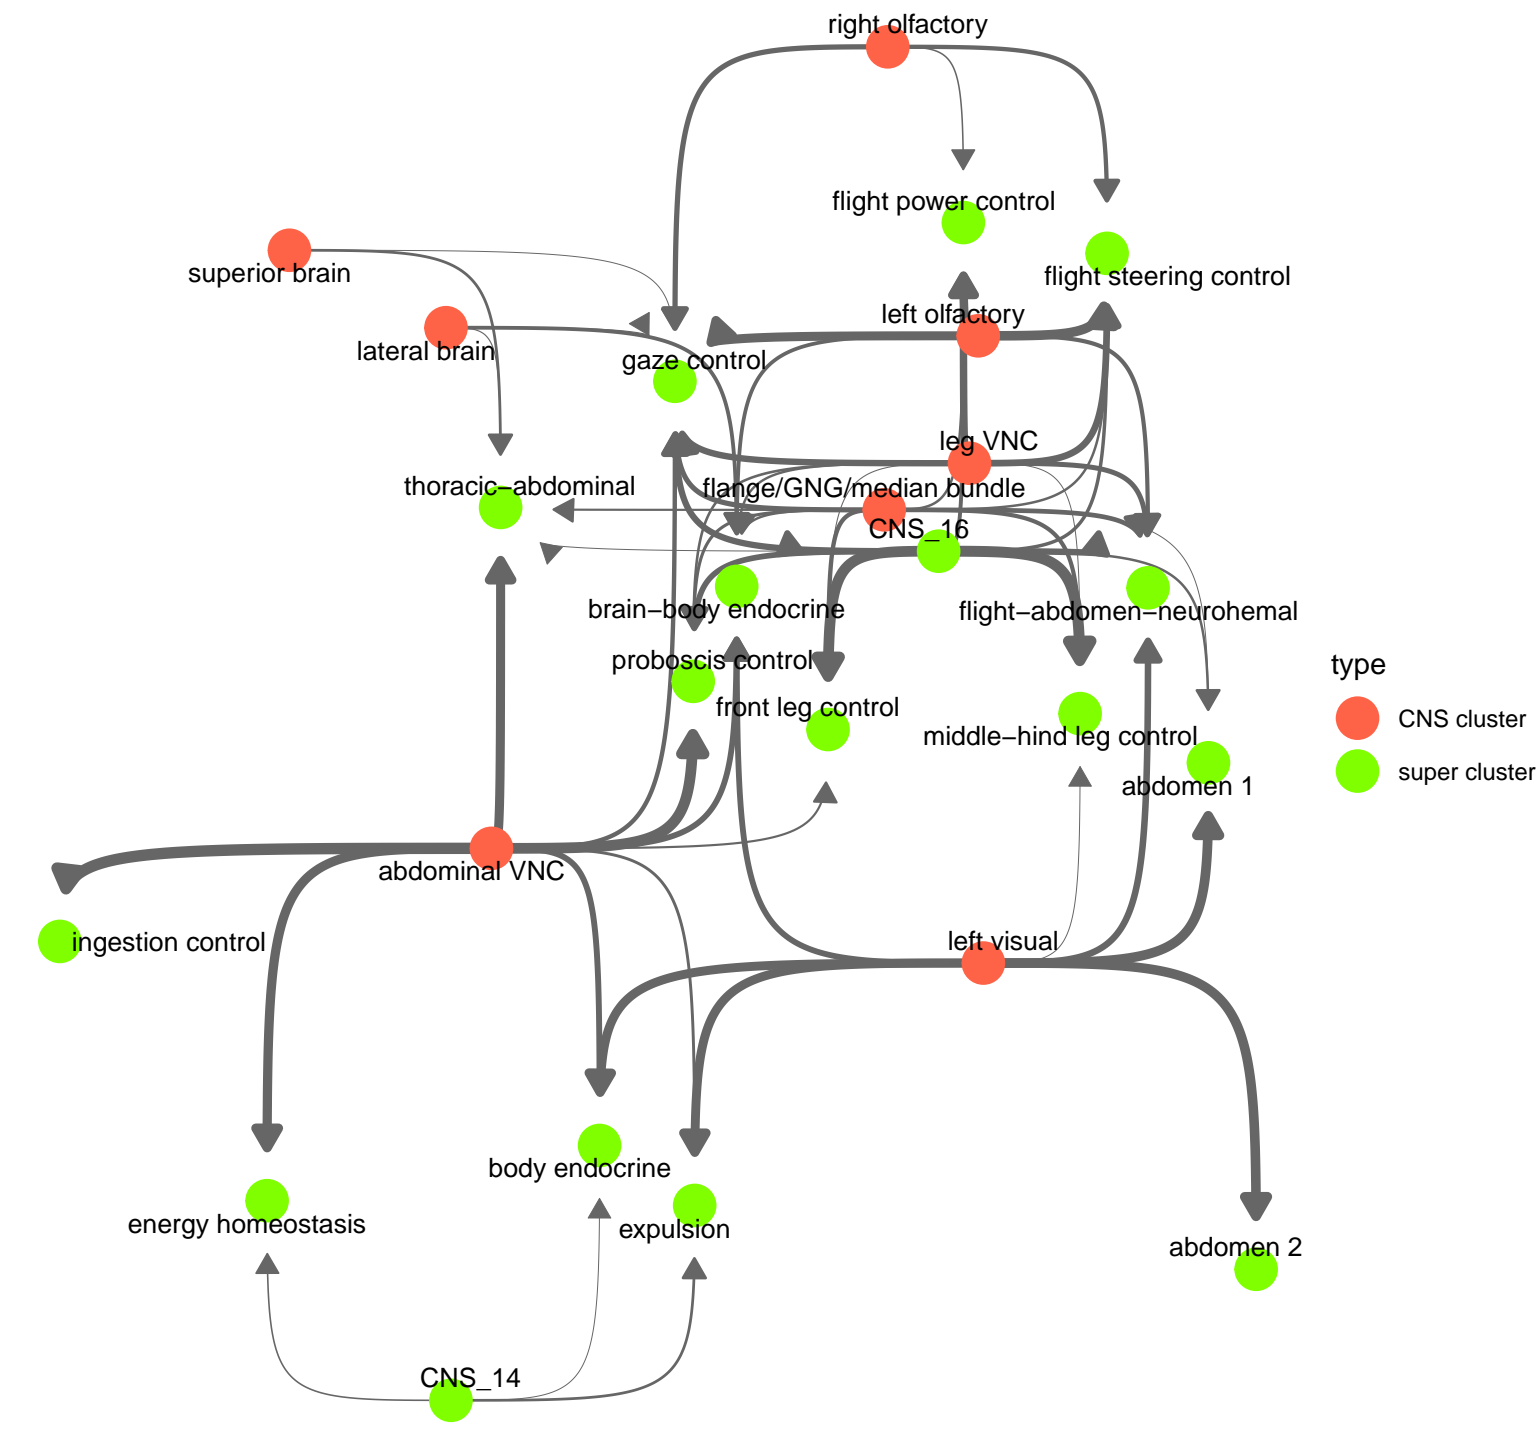 right olfactory
flight power control
superior brain
flight steering control
left olfactory
lateral brain
gaze control
leg VNC
thoracic−abdominal
flange/GNG/median bundle
CNS_16
brain−body endocrine
flight−abdomen−neurohemal
proboscis control
type
front leg control
CNS cluster
middle−hind leg control
super cluster
abdomen 1
abdominal VNC
ingestion control
left visual
body endocrine
energy homeostasis
expulsion
abdomen 2
CNS_14